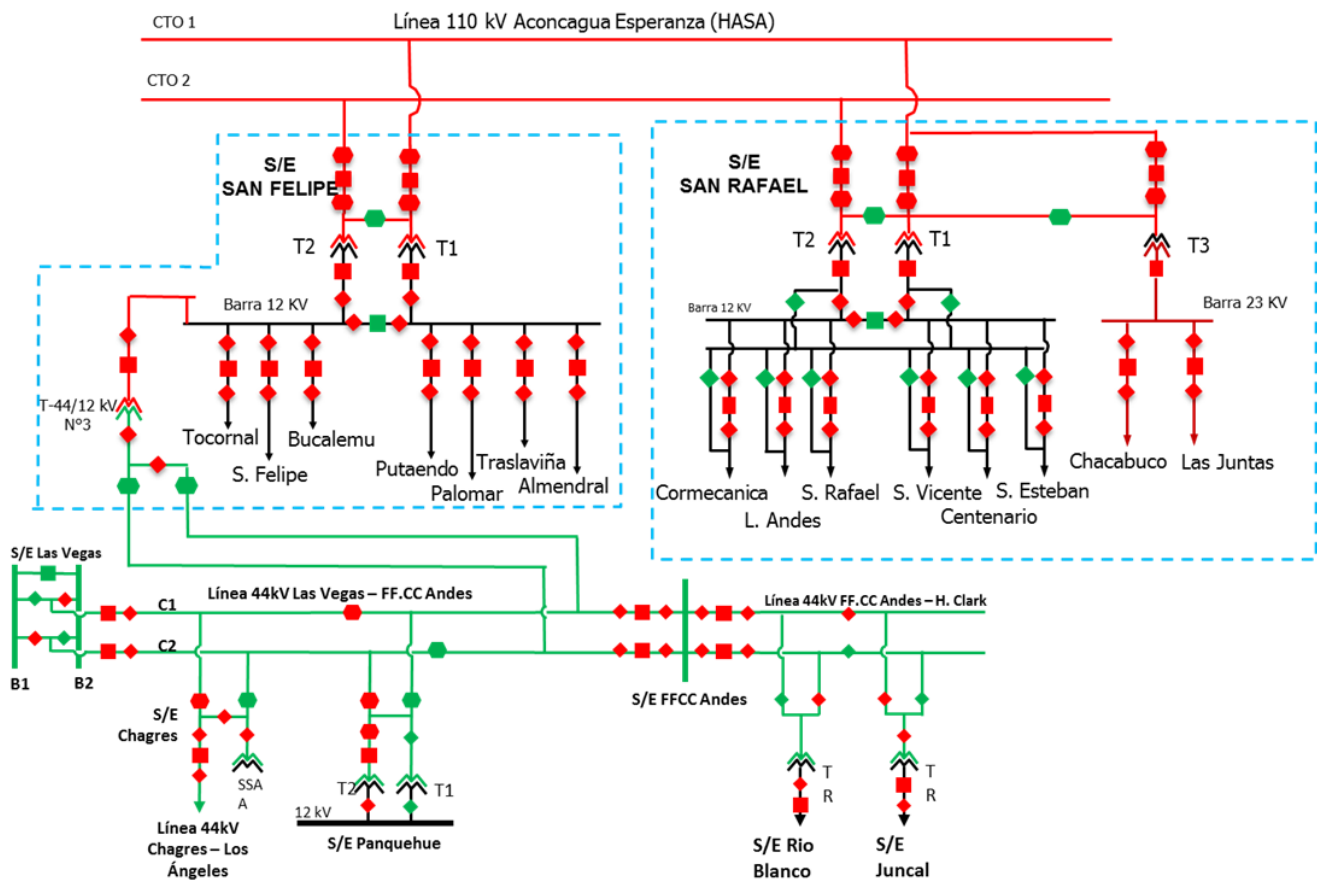 CTO 1
Línea 110 kV Aconcagua Esperanza (HASA)
CTO 2
S/E
SAN FELIPE
S/E
SAN RAFAEL
T2
T1
T2
T1
T3
Barra 12 KV
Barra 12 KV
Barra 23 KV
T-44/12 kV
Nº3
Tocornal
S. Felipe
Bucalemu
Putaendo
Palomar
Traslaviña
Almendral
Cormecanica
L. Andes
S. Rafael
S. Vicente
Centenario
S. Esteban
Chacabuco
Las Juntas
S/E Las Vegas
C1
Línea 44kV Las Vegas – FF.CC Andes
Línea 44kV FF.CC Andes – H. Clark
C2
B1
B2
S/E FFCC Andes
S/E
Chagres
SSA
A
T2
T1
12 kV
T
R
T
R
Línea 44kV
Chagres – Los
Ángeles
S/E Panquehue
S/E Rio
Blanco
S/E
Juncal